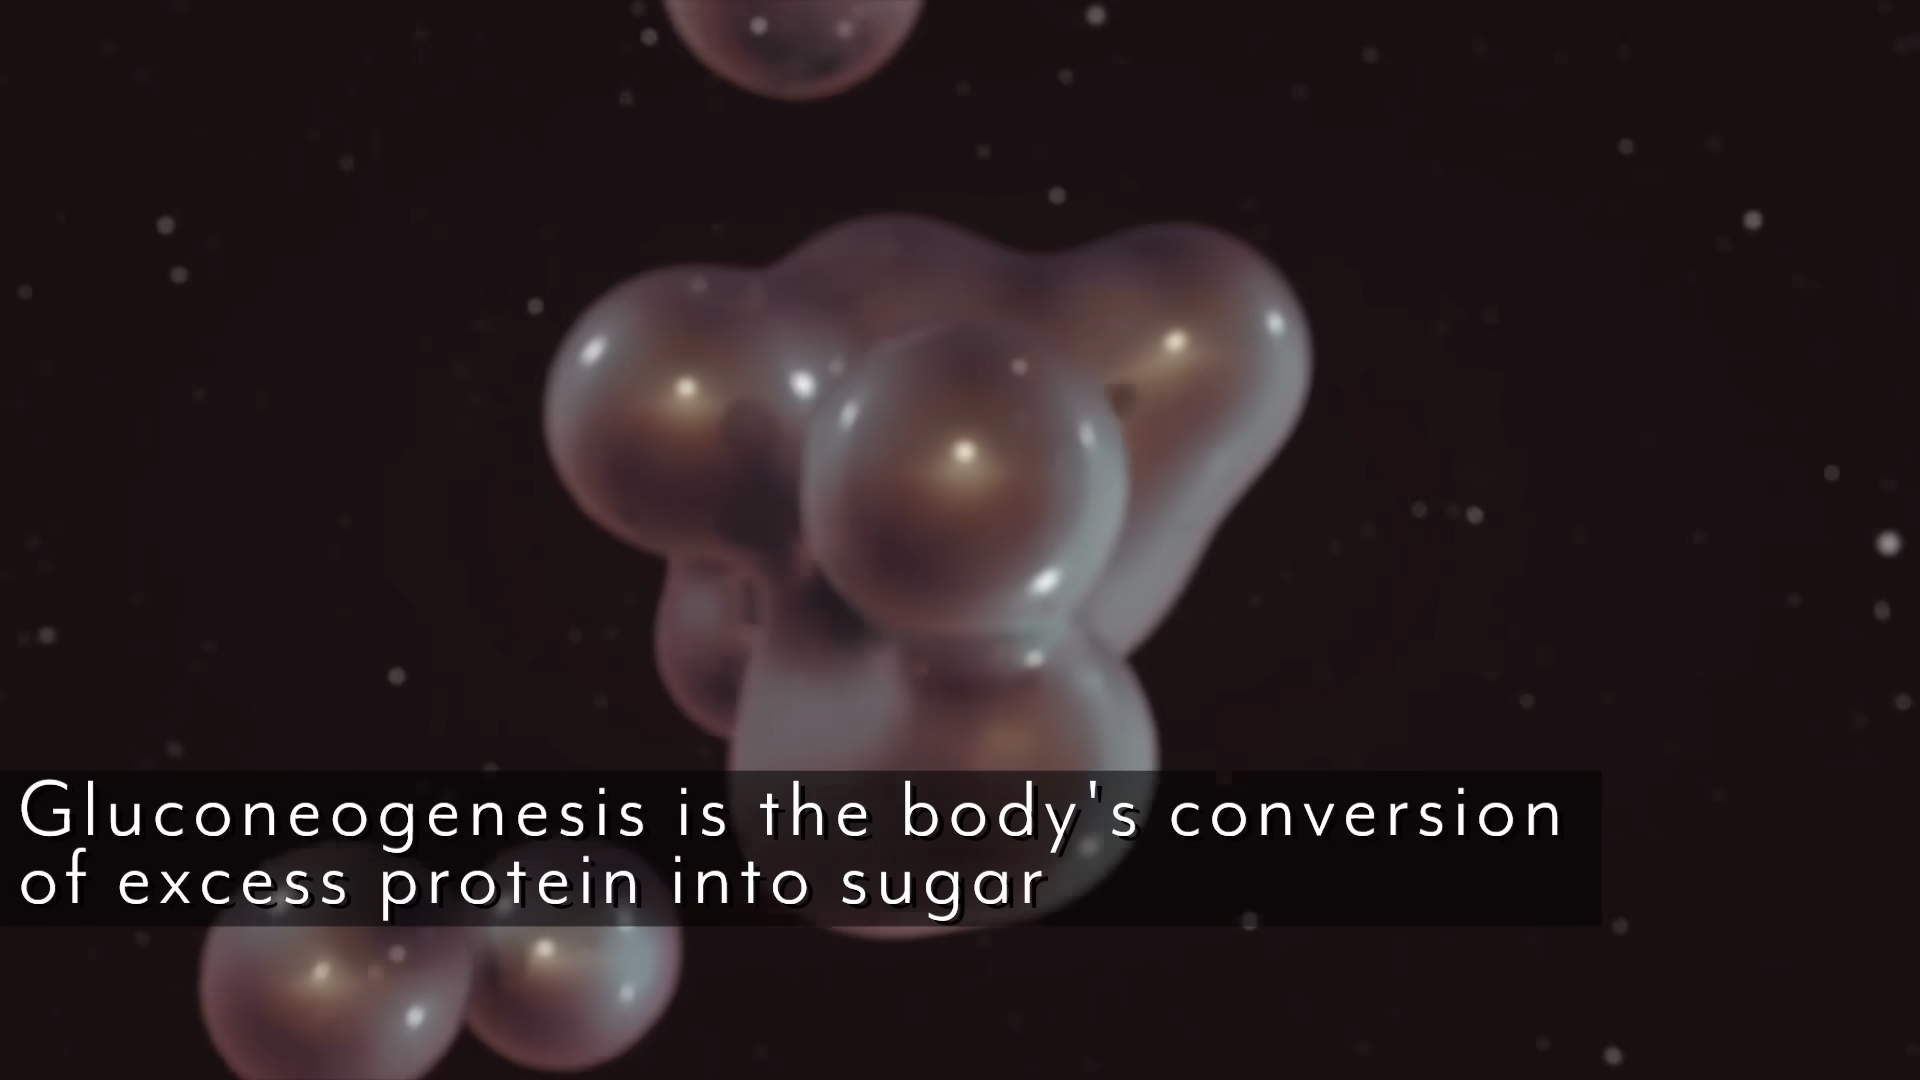 Gluconeogenesis is the body's conversion
of excess protein into sugar